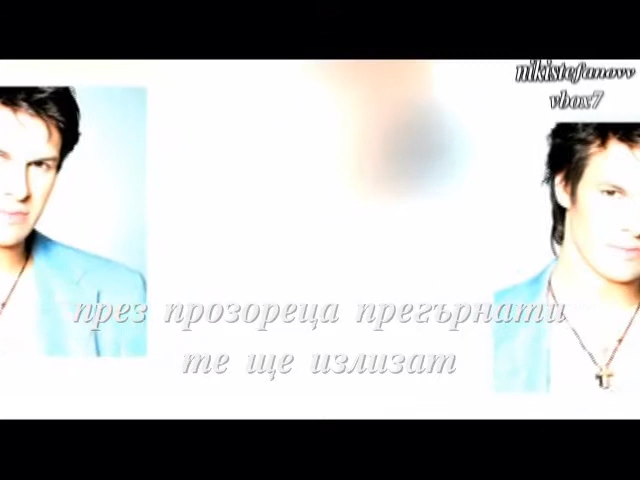 nikistefanovv
vbox7
през прозореца прегърнати
те ще излизат